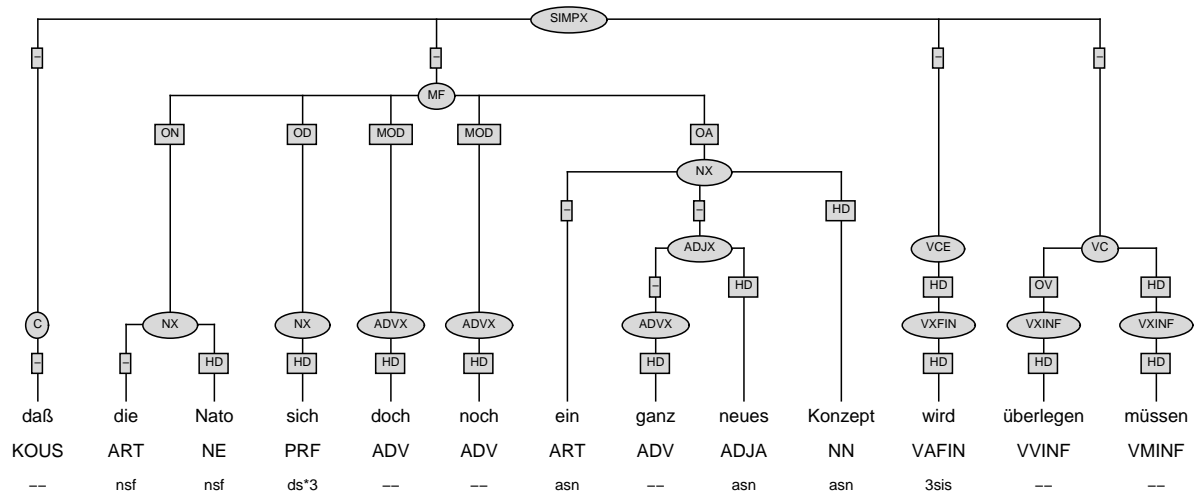 SIMPX
– – – –
MF
ON OD MOD MOD OA
NX
– – HD
ADJX VCE VC
– HD HD OV HD
C NX NX ADVX ADVX ADVX VXFIN VXINF VXINF
– – HD HD HD HD HD HD HD HD
daß die Nato sich doch noch ein ganz neues Konzept wird überlegen müssen
KOUS ART NE PRF ADV ADV ART ADV ADJA NN VAFIN VVINF VMINF
–– nsf nsf ds*3 –– –– asn –– asn asn 3sis –– ––